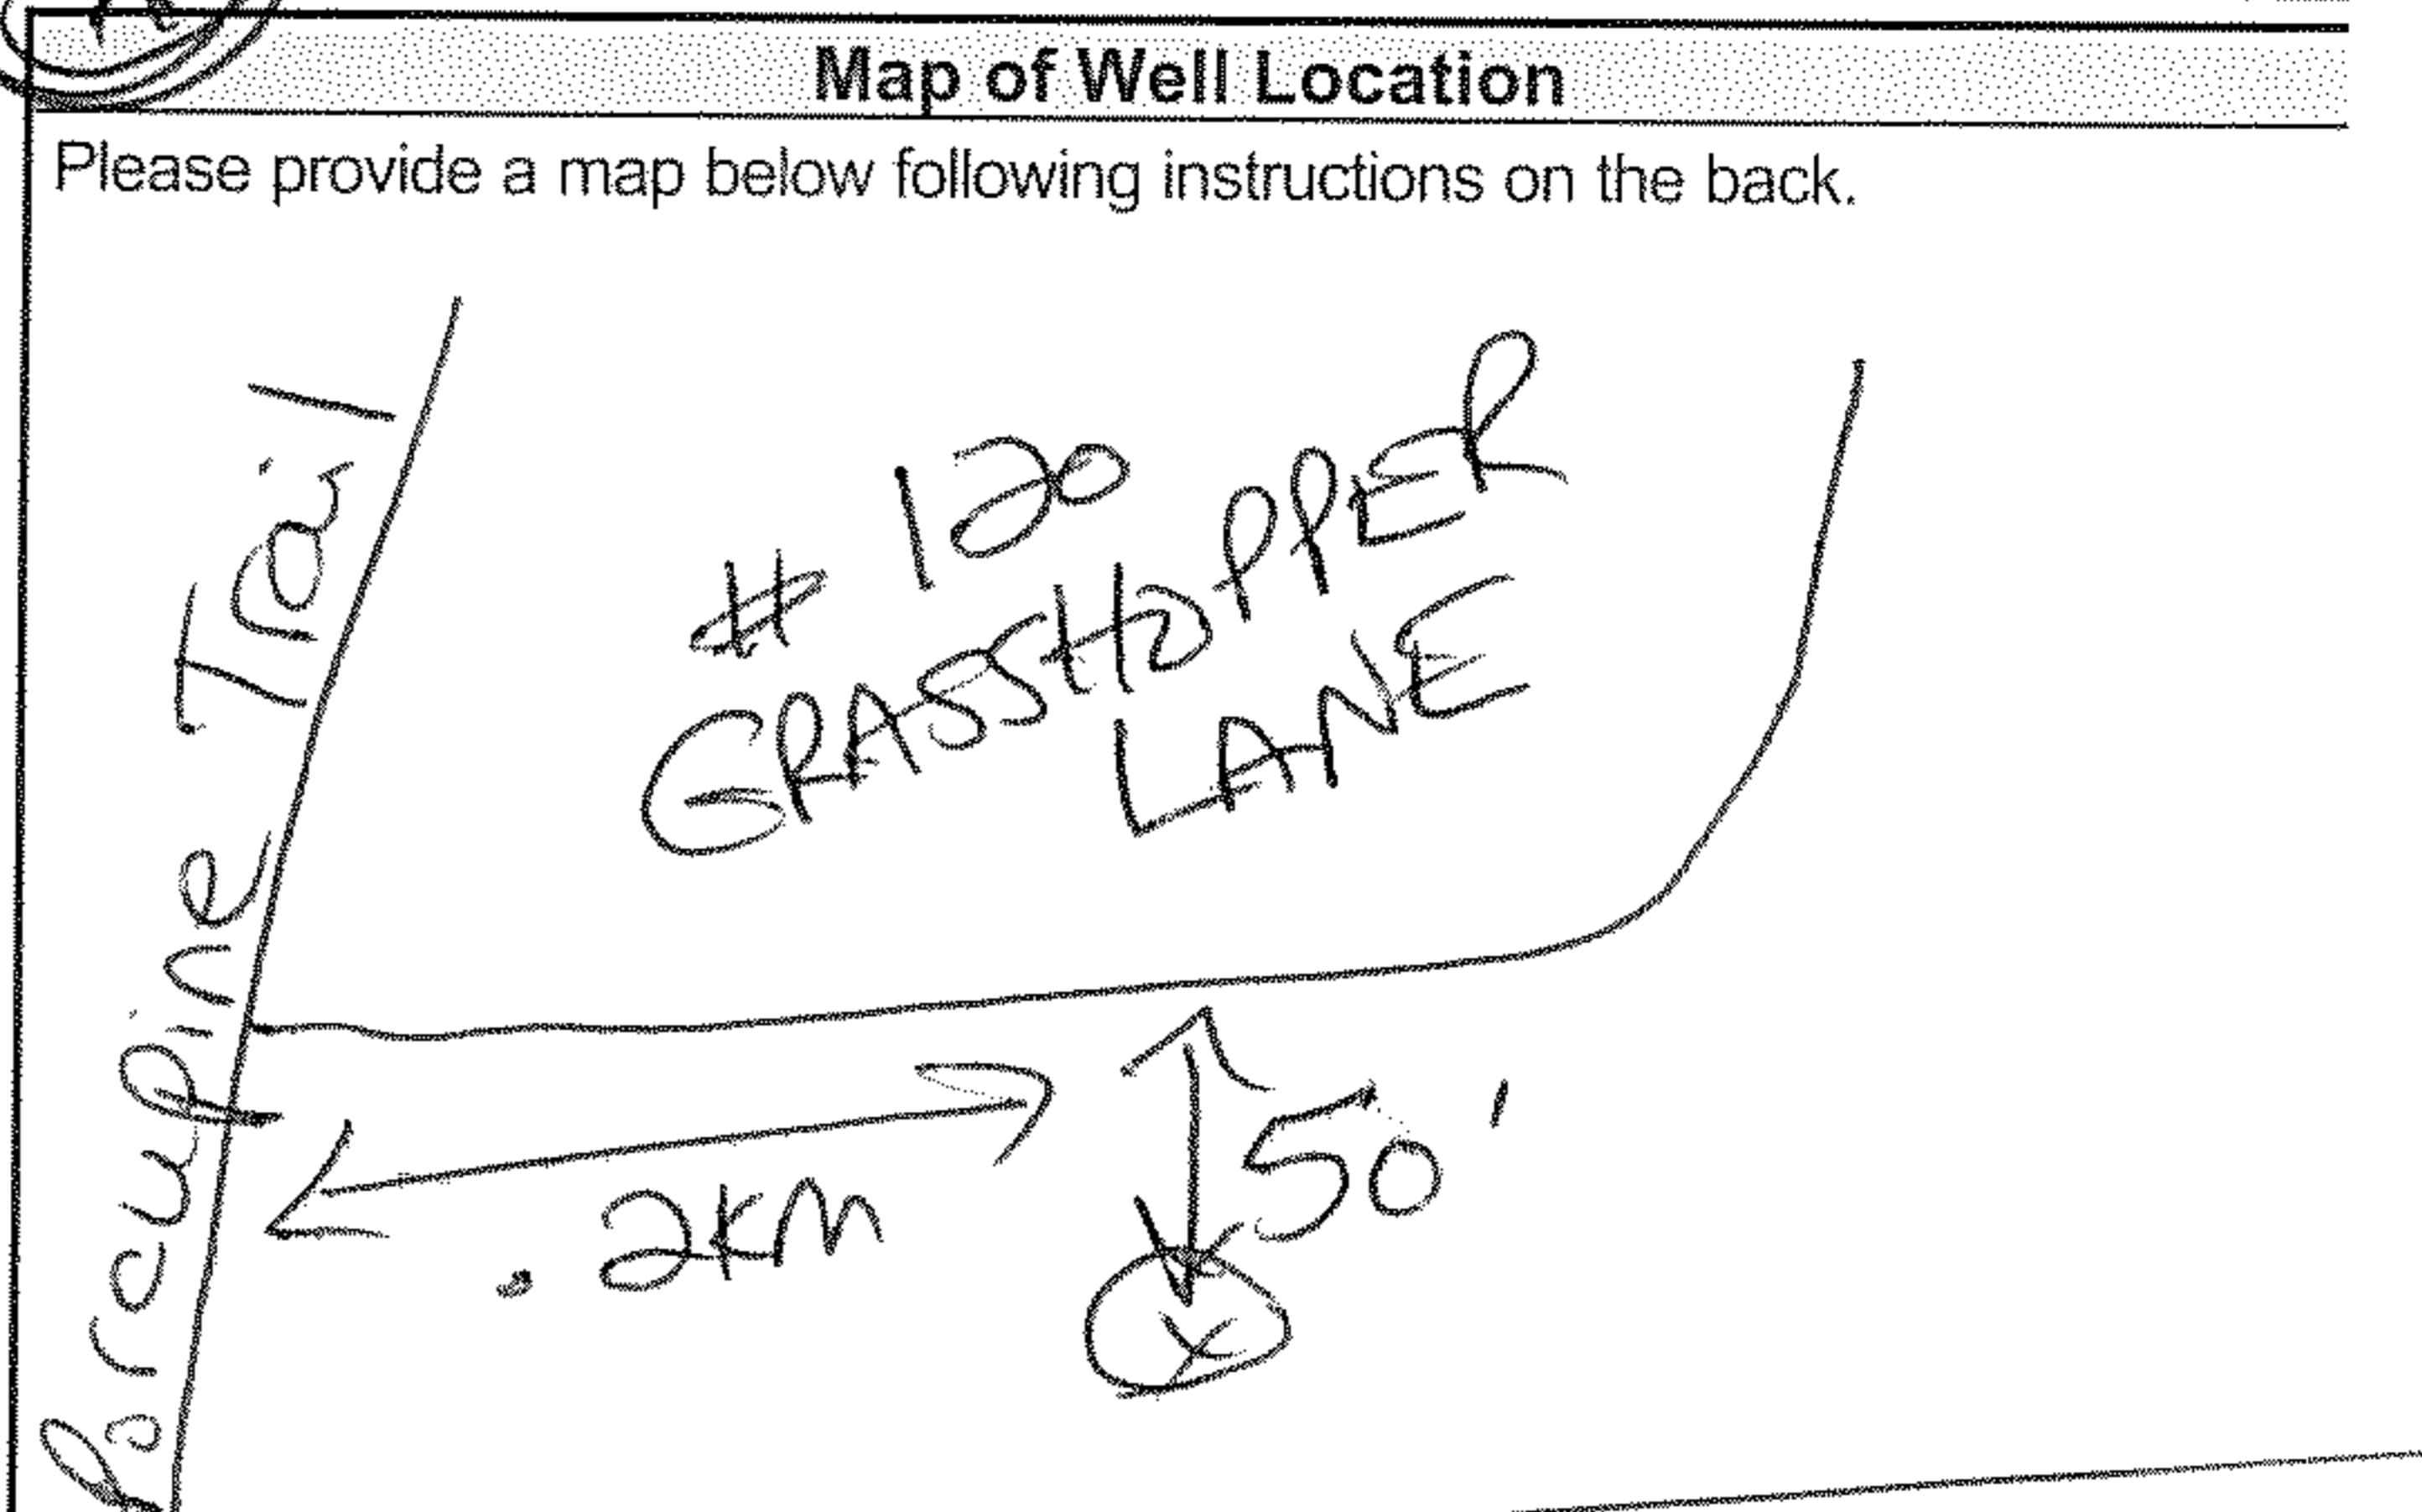 Map of Well Location
Please provide a map below following instructions on the back.
# 120
GRASSHOPPER
LANE
Porcupine Trail
.2km
50'
X